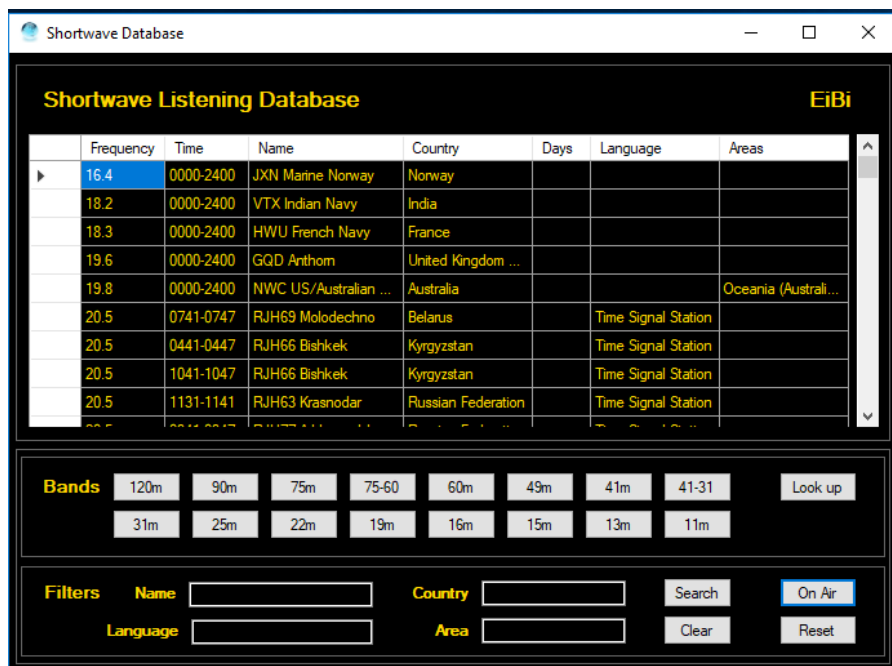 Shortwave Database
Shortwave Listening Database EiBi
Frequency Time Name Country Days Language Areas
16.4 0000-2400 JXN Marine Norway Norway
18.2 0000-2400 VTX Indian Navy India
18.3 0000-2400 HWU French Navy France
19.6 0000-2400 GQD Anthorn United Kingdom ...
19.8 0000-2400 NWC US/Australian ... Australia Oceania (Australi...
20.5 0741-0747 RJH69 Molodechno Belarus Time Signal Station
20.5 0441-0447 RJH66 Bishkek Kyrgyzstan Time Signal Station
20.5 1041-1047 RJH66 Bishkek Kyrgyzstan Time Signal Station
20.5 1131-1141 RJH63 Krasnodar Russian Federation Time Signal Station
Bands 120m 90m 75m 75-60 60m 49m 41m 41-31 Look up
31m 25m 22m 19m 16m 15m 13m 11m
Filters Name Country Search On Air
Language Area Clear Reset